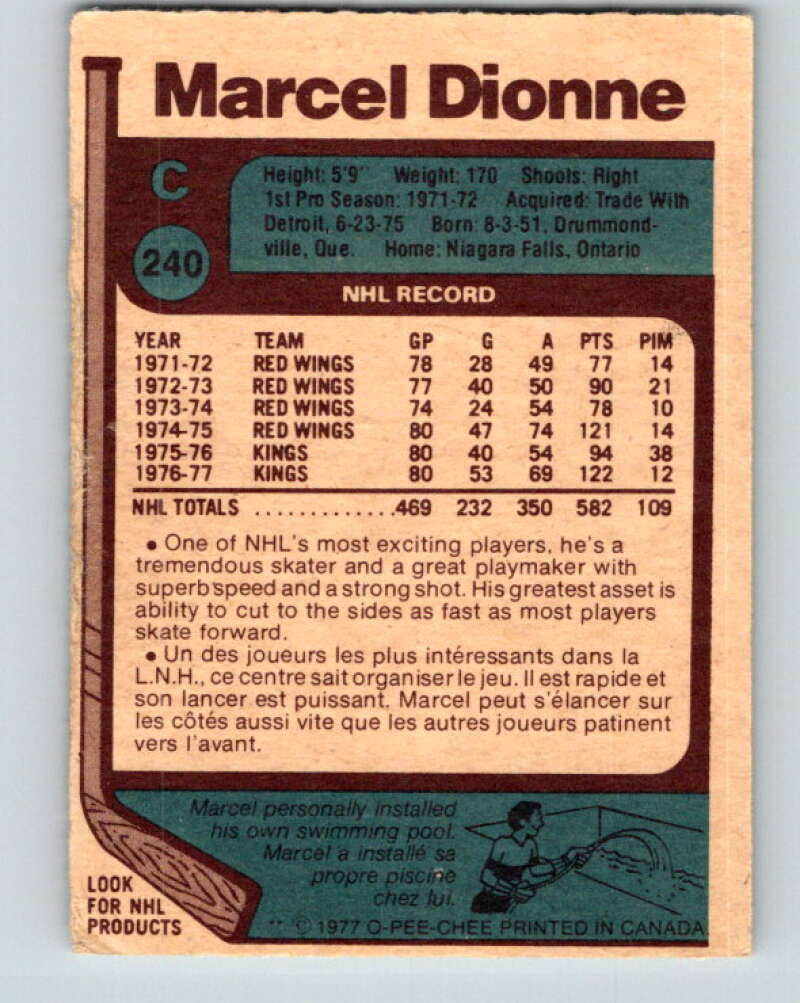 Marcel Dionne
C
Height: 5'9" Weight: 170 Shoots: Right
1st Pro Season: 1971-72 Acquired: Trade With
Detroit, 6-23-75 Born: 8-3-51, Drummond-
ville, Que. Home: Niagara Falls, Ontario
240
NHL RECORD
YEAR TEAM GP G A PTS PIM
1971-72 RED WINGS 78 28 49 77 14
1972-73 RED WINGS 77 40 50 90 21
1973-74 RED WINGS 74 24 54 78 10
1974-75 RED WINGS 80 47 74 121 14
1975-76 KINGS 80 40 54 94 38
1976-77 KINGS 80 53 69 122 12
NHL TOTALS .............469 232 350 582 109
• One of NHL's most exciting players, he's a
tremendous skater and a great playmaker with
superb speed and a strong shot. His greatest asset is
ability to cut to the sides as fast as most players
skate forward.
• Un des joueurs les plus intéressants dans la
L.N.H., ce centre sait organiser le jeu. Il est rapide et
son lancer est puissant. Marcel peut s'élancer sur
les côtés aussi vite que les autres joueurs patinent
vers l'avant.
Marcel personally installed
his own swimming pool.
Marcel a installé sa
propre piscine
chez lui.
LOOK
FOR NHL
PRODUCTS
** © 1977 O-PEE-CHEE PRINTED IN CANADA